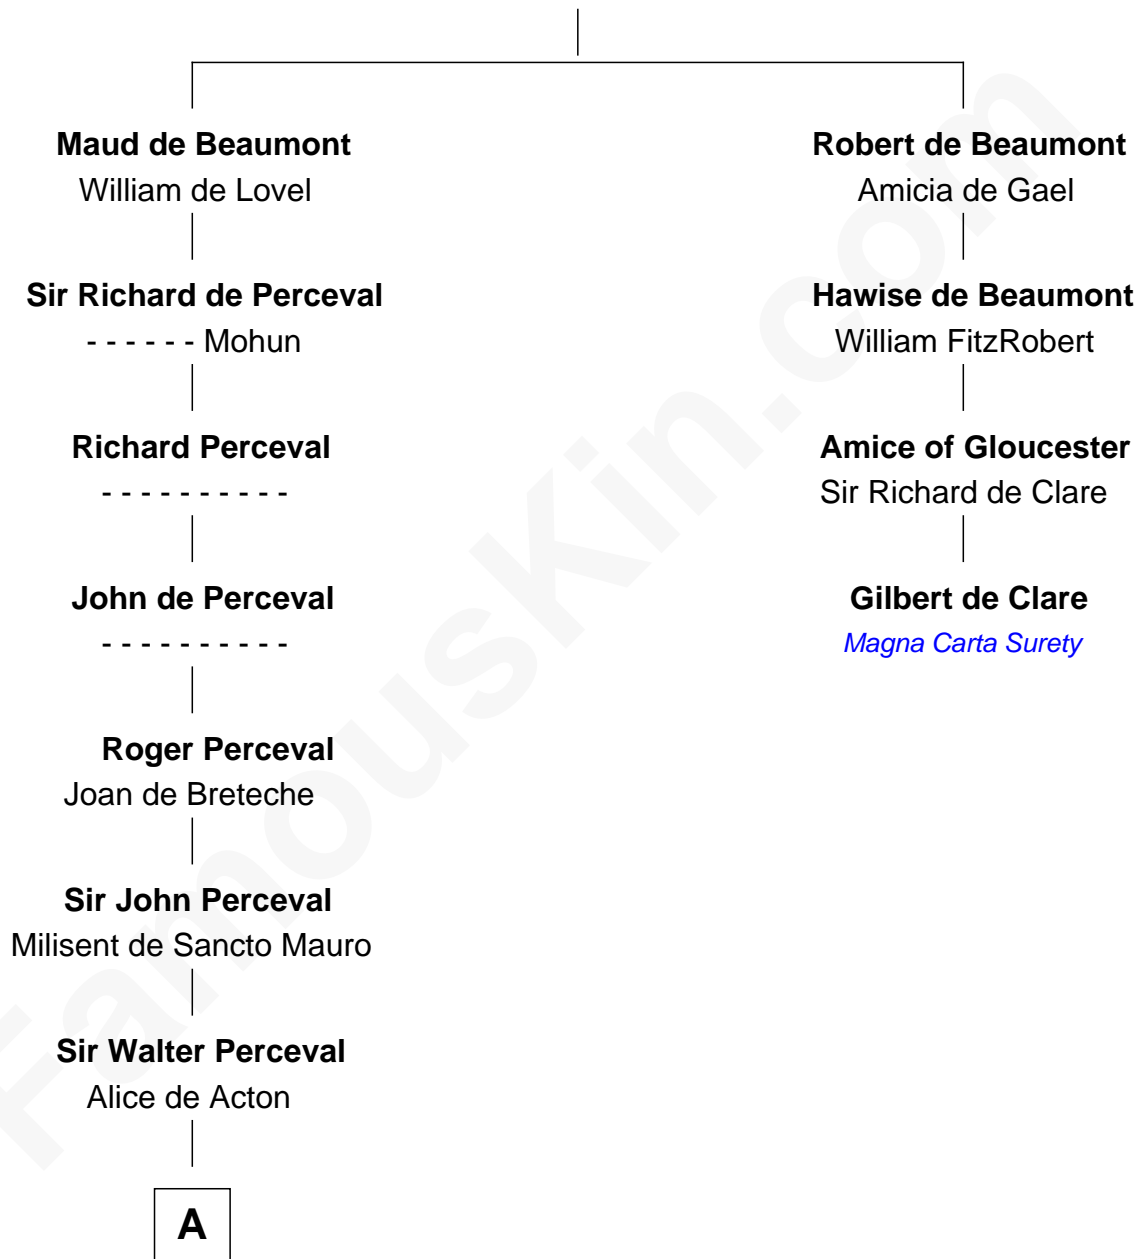 Maud de Beaumont
William de Lovel
Sir Richard de Perceval
- - - - - - Mohun
Richard Perceval
- - - - - - - - - -
John de Perceval
- - - - - - - - - -
Roger Perceval
Joan de Breteche
Sir John Perceval
Milisent de Sancto Mauro
Sir Walter Perceval
Alice de Acton
A
Robert de Beaumont
Amicia de Gael
Hawise de Beaumont
William FitzRobert
Amice of Gloucester
Sir Richard de Clare
Gilbert de Clare
Magna Carta Surety
FamousKin.com